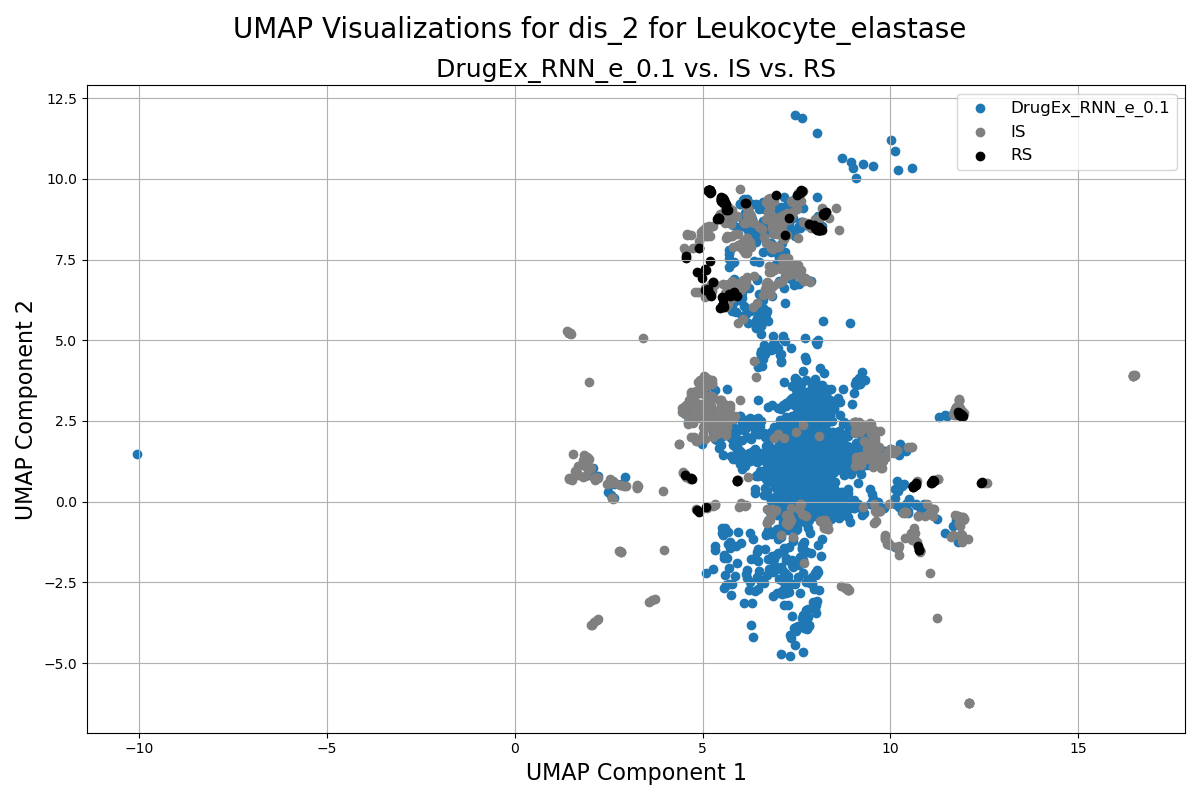 UMAP Visualizations for dis_2 for Leukocyte_elastase
DrugEx_RNN_e_0.1 vs. IS vs. RS
DrugEx_RNN_e_0.1
IS
RS
12.5
10.0
7.5
5.0
2.5
0.0
−2.5
−5.0
UMAP Component 2
−10
−5
0
5
10
15
UMAP Component 1